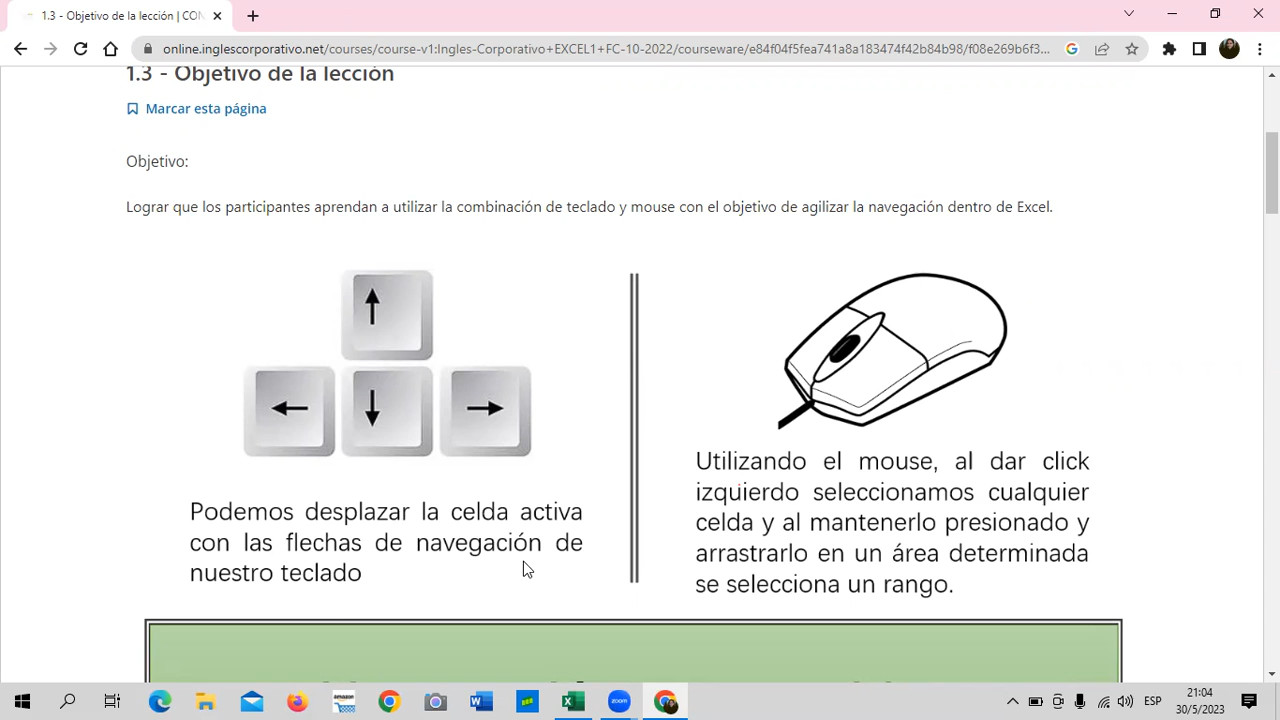 1.3 - Objetivo de la lección | CON
online.inglescorporativo.net/courses/course-v1:Ingles-Corporativo+EXCEL1+FC-10-2022/courseware/e84f04f5fea741a8a183474f42b84b98/f08e269b6f3...
1.3 - Objetivo de la lección
Marcar esta página
Objetivo:
Lograr que los participantes aprendan a utilizar la combinación de teclado y mouse con el objetivo de agilizar la navegación dentro de Excel.
Podemos desplazar la celda activa
con las flechas de navegación de
nuestro teclado
Utilizando el mouse, al dar click
izquierdo seleccionamos cualquier
celda y al mantenerlo presionado y
arrastrarlo en un área determinada
se selecciona un rango.
amazon
zoom
ESP
21:04
30/5/2023